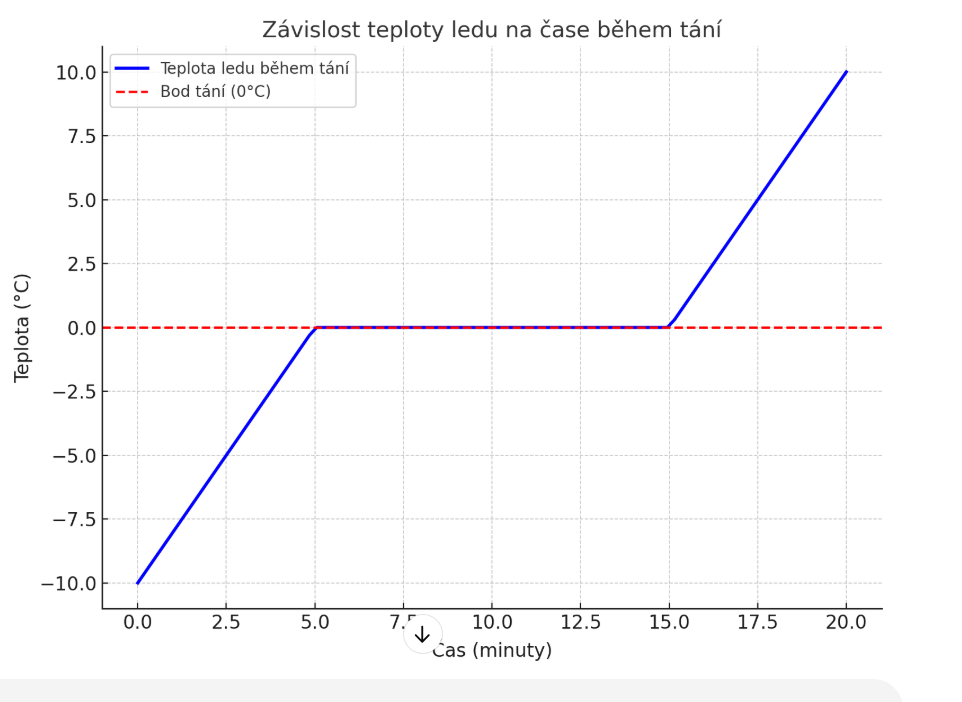 Závislost teploty ledu na čase během tání
Teplota ledu během tání
Bod tání (0°C)
Teplota (°C)
10.0
7.5
5.0
2.5
0.0
−2.5
−5.0
−7.5
−10.0
0.0 2.5 5.0 7.5 10.0 12.5 15.0 17.5 20.0
Čas (minuty)